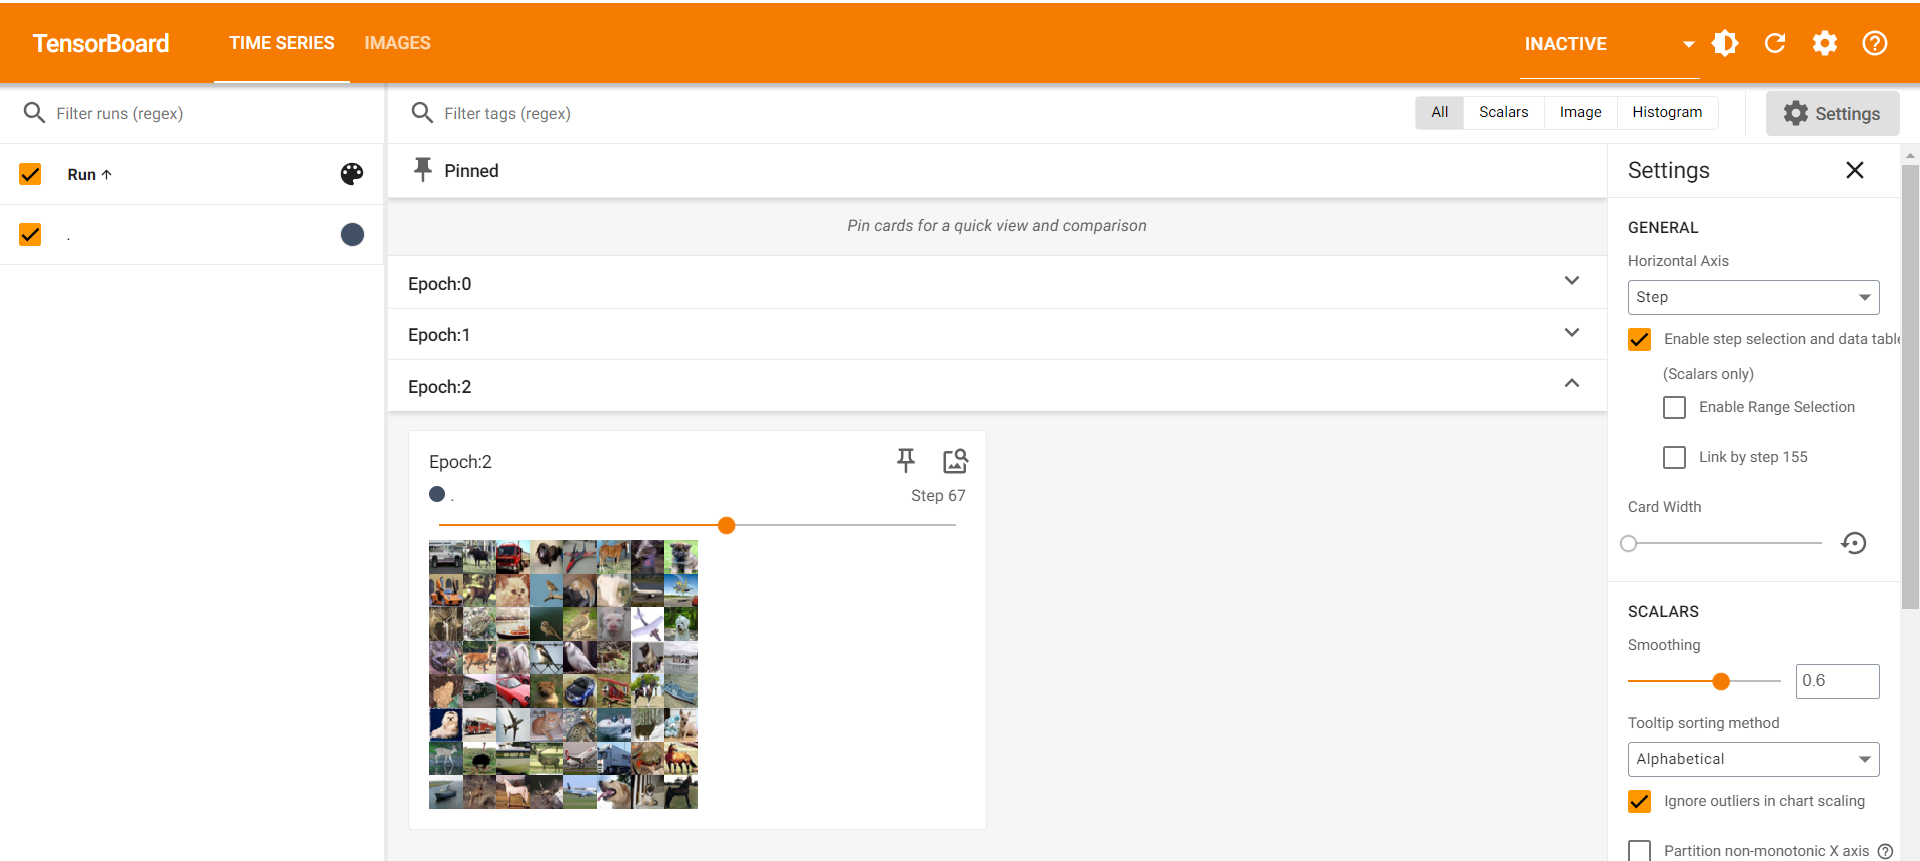 TensorBoard
TIME SERIES
IMAGES
INACTIVE
Filter runs (regex)
Filter tags (regex)
All
Scalars
Image
Histogram
Settings
Run
.
Pinned
Pin cards for a quick view and comparison
Epoch:0
Epoch:1
Epoch:2
Epoch:2
.
Step 67
Settings
GENERAL
Horizontal Axis
Step
Enable step selection and data table
(Scalars only)
Enable Range Selection
Link by step 155
Card Width
SCALARS
Smoothing
0.6
Tooltip sorting method
Alphabetical
Ignore outliers in chart scaling
Partition non-monotonic X axis